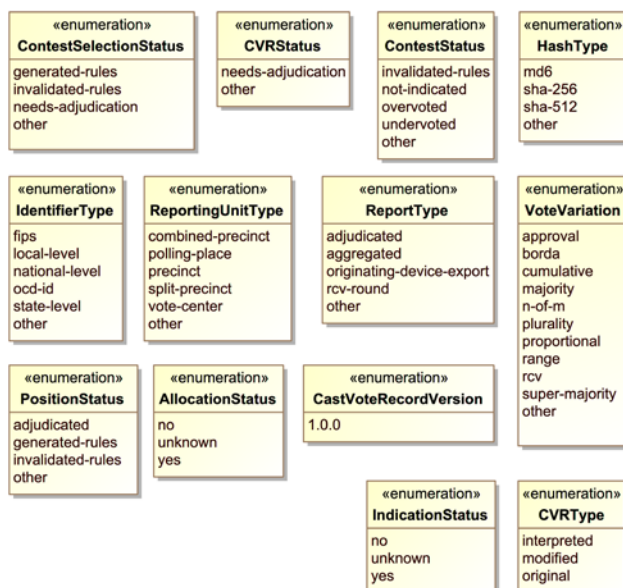 «enumeration»
ContestSelectionStatus
generated-rules
invalidated-rules
needs-adjudication
other
«enumeration»
CVRStatus
needs-adjudication
other
«enumeration»
ContestStatus
invalidated-rules
not-indicated
overvoted
undervoted
other
«enumeration»
HashType
md6
sha-256
sha-512
other
«enumeration»
IdentifierType
fips
local-level
national-level
ocd-id
state-level
other
«enumeration»
ReportingUnitType
combined-precinct
polling-place
precinct
split-precinct
vote-center
other
«enumeration»
ReportType
adjudicated
aggregated
originating-device-export
rcv-round
other
«enumeration»
VoteVariation
approval
borda
cumulative
majority
n-of-m
plurality
proportional
range
rcv
super-majority
other
«enumeration»
PositionStatus
adjudicated
generated-rules
invalidated-rules
other
«enumeration»
AllocationStatus
no
unknown
yes
«enumeration»
CastVoteRecordVersion
1.0.0
«enumeration»
IndicationStatus
no
unknown
yes
«enumeration»
CVRType
interpreted
modified
original